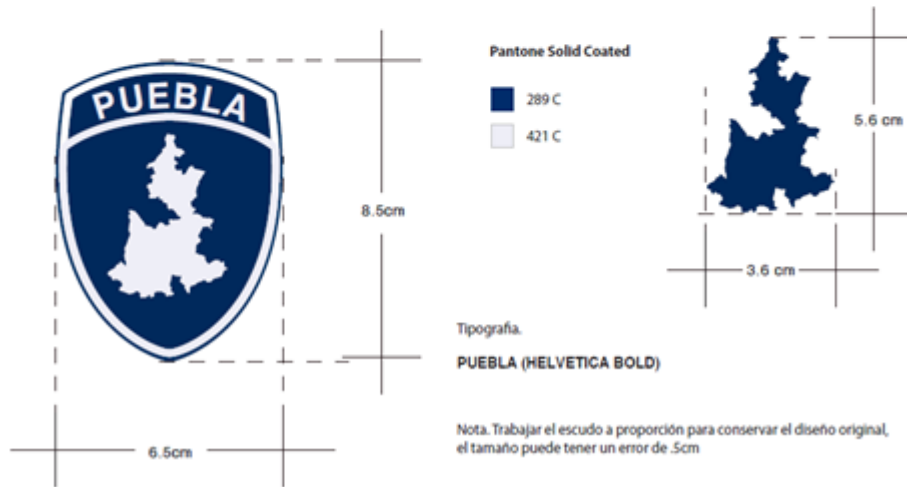 PUEBLA
8.5cm
6.5cm
Pantone Solid Coated
289 C
421 C
5.6 cm
3.6 cm
Tipografia.
PUEBLA (HELVETICA BOLD)
Nota. Trabajar el escudo a proporción para conservar el diseño original,
el tamaño puede tener un error de .5cm